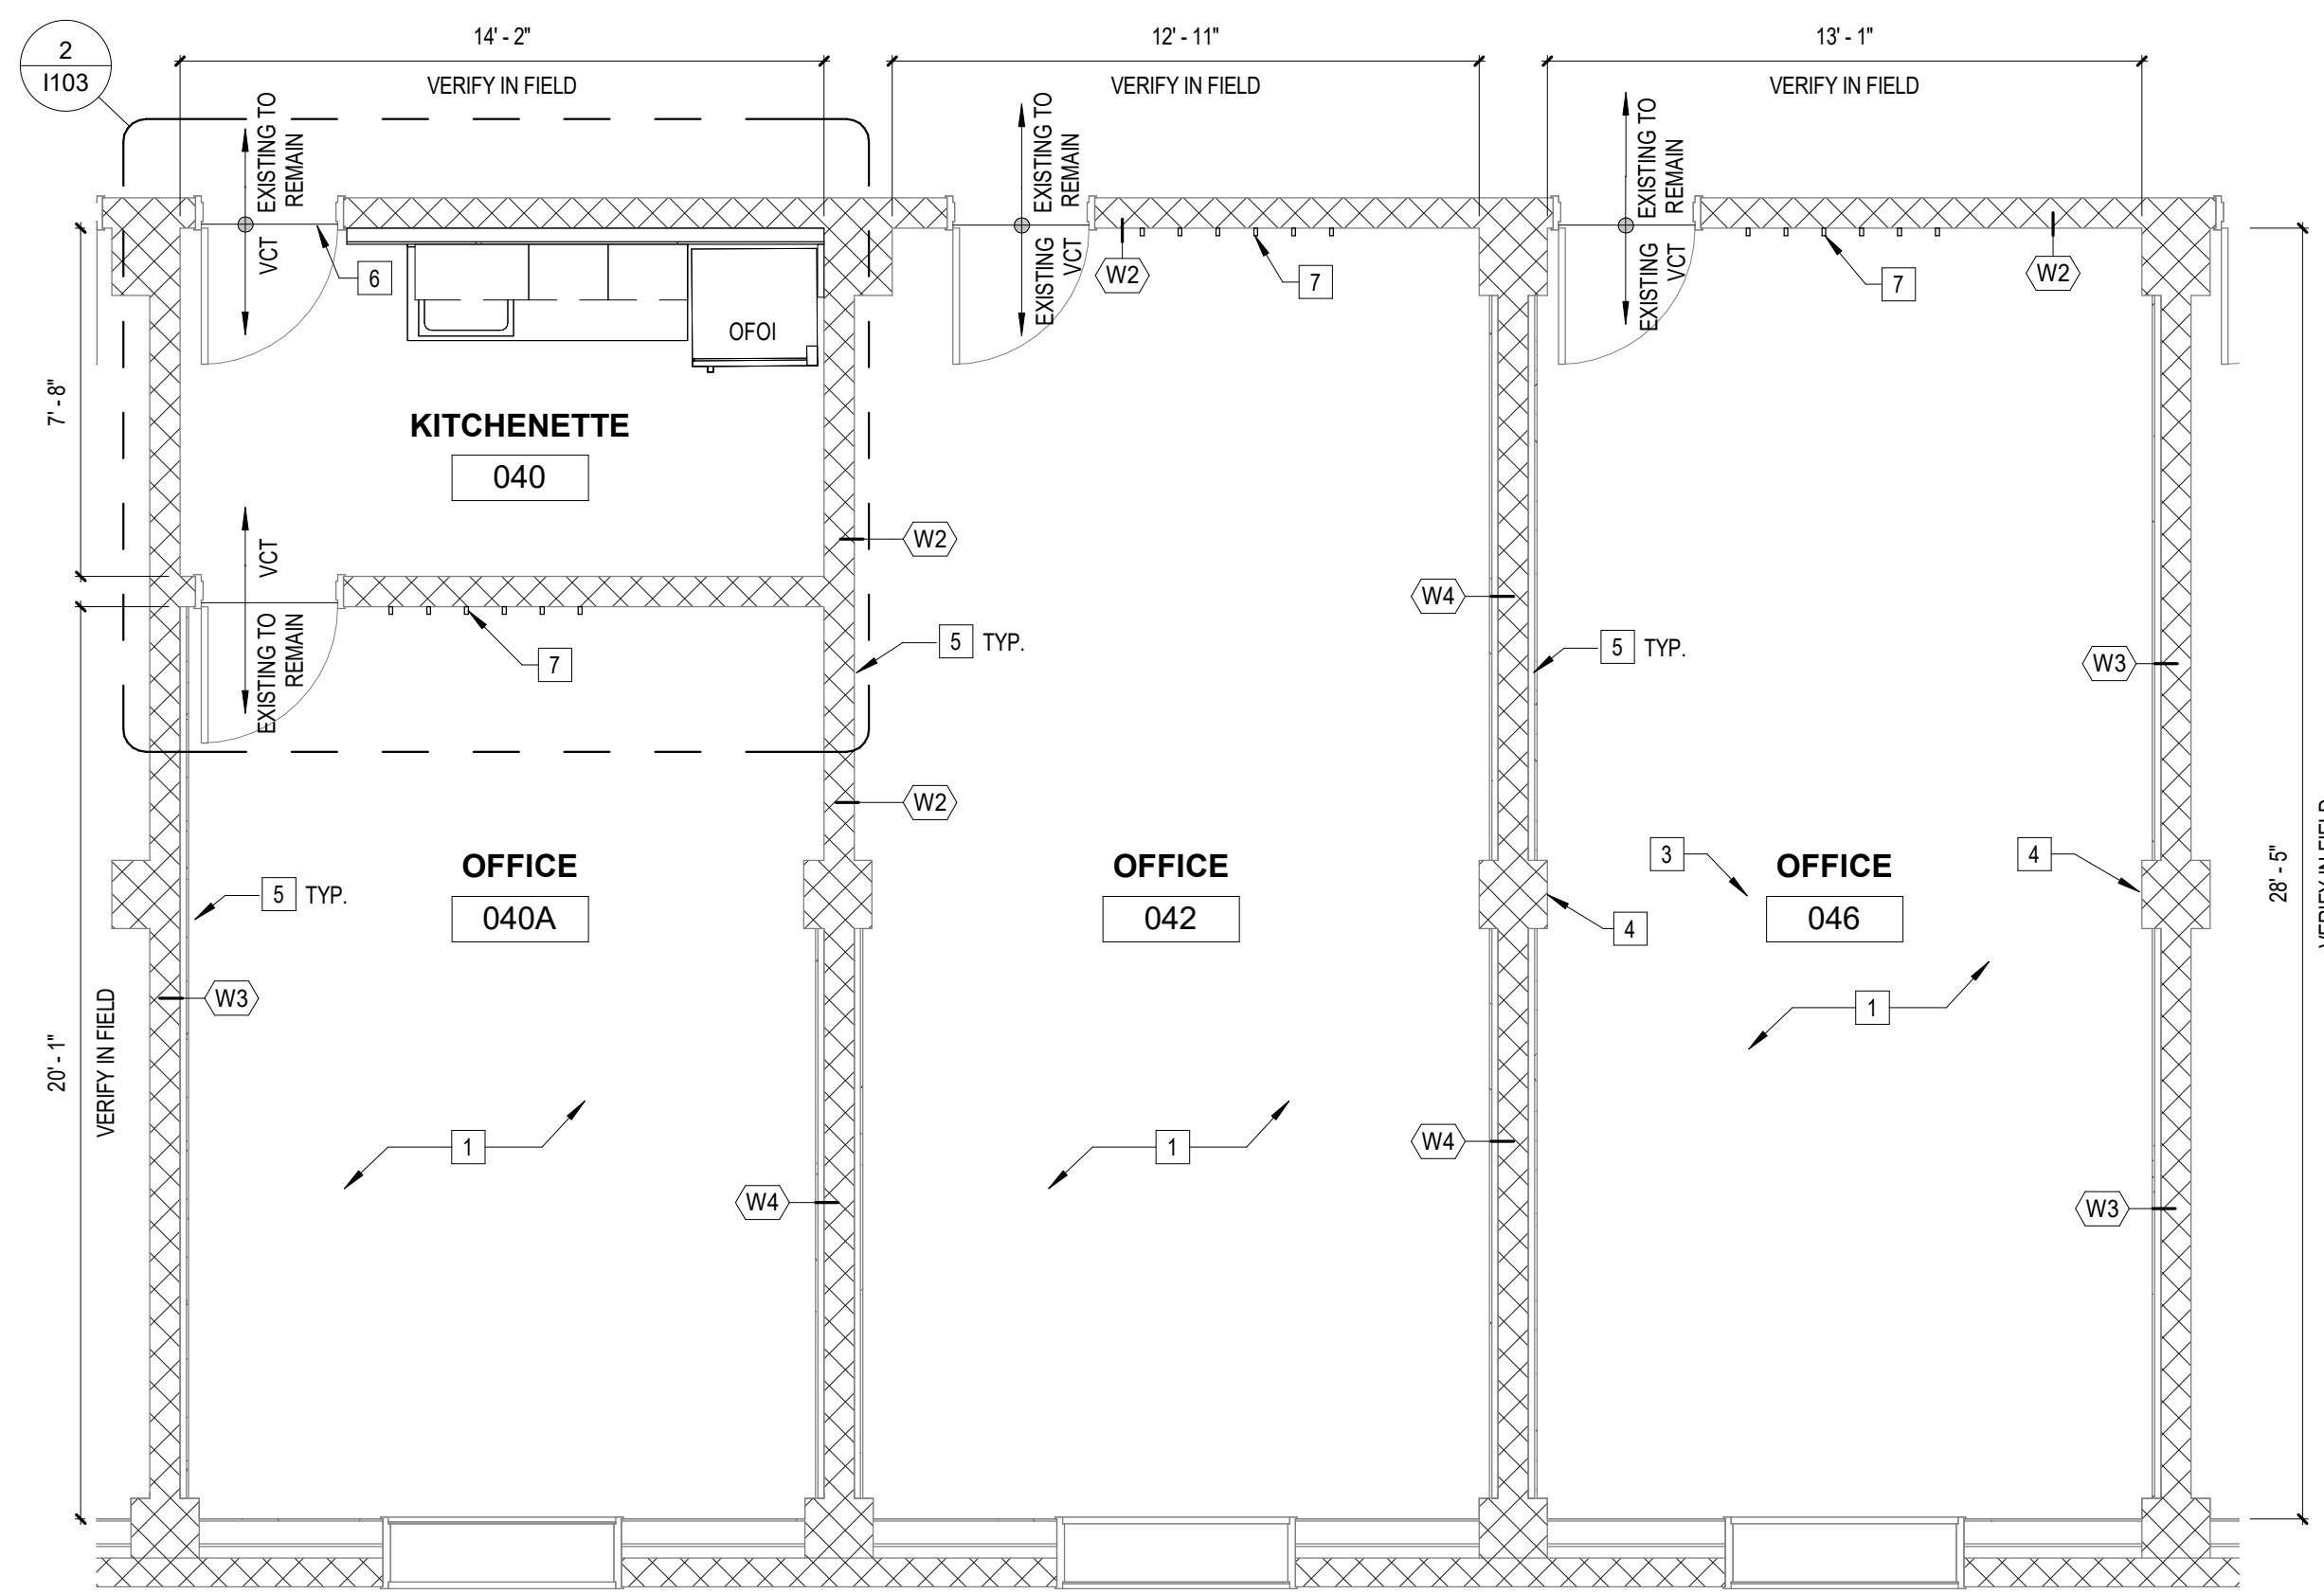 2
I103
14' - 2"
VERIFY IN FIELD
12' - 11"
VERIFY IN FIELD
13' - 1"
VERIFY IN FIELD
EXISTING TO
REMAIN
VCT
EXISTING TO
REMAIN
EXISTING
VCT
EXISTING TO
REMAIN
EXISTING
VCT
6
OFOI
W2
7
7
W2
7' - 8"
KITCHENETTE
040
VCT
EXISTING TO
REMAIN
W2
W4
7
5 TYP.
5 TYP.
W3
W2
OFFICE
040A
5 TYP.
OFFICE
042
4
3
OFFICE
046
4
28' - 5"
VERIFY IN FIELD
W3
20' - 1"
VERIFY IN FIELD
1
1
1
W4
W4
W3